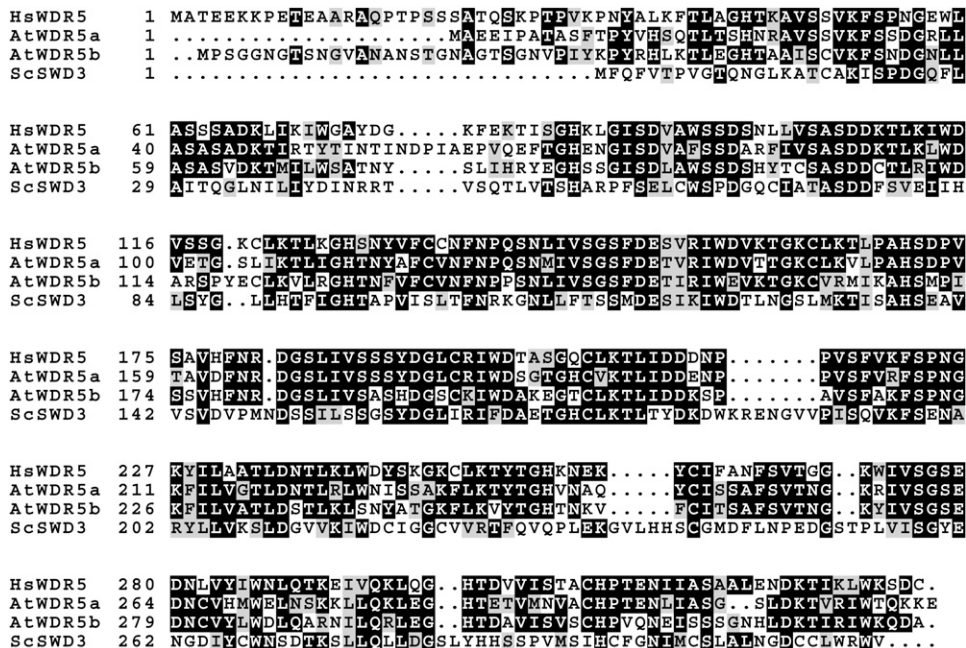 HsWDR5 1 MATEEKKPETEAARAQPTPSSSATQSKPTPVKPNYALKFTLAGHTKAVSSVKFSPNGEWL
AtWDR5a 1 .....................MAEEIPATASFTPYVHSQTLTSHNRAVSSVKFSSDGRLL
AtWDR5b 1 ..MPSGGNGTSNGVANANSTGNAGTSGNVPIYKPYRHLKTLEGHTAAISCVKFSNDGNLL
ScSWD3 1 ................................MFQFVTPVGTQNGLKATCAKISPDGQFL
HsWDR5 61 ASSSADKLIKIWGAYDG.....KFEKTISGHKLGISDVAWSSDSNLLVSASDDKTLKIWD
AtWDR5a 40 ASASADKTIRTYTINTINDPIAEPVQEFTGHENGISDVAFSSDARFIVSASDDKTLKLWD
AtWDR5b 59 ASASVDKTMILWSATNY.....SLIHRYEGHSSGISDLAWSSDSHYTCSASDDCTLRIWD
ScSWD3 29 AITQGLNILIYDINRRT.....VSQTLVTSHARPFSELCWSPDGQCIATASDDFSVEIIH
HsWDR5 116 VSSG.KCLKTLKGHSNYVFCCNFNPQSNLIVSGSFDESVRIWDVKTGKCLKTLPAHSDPV
AtWDR5a 100 VETG.SLIKTLIGHTNYAFCVNFNPQSNMIVSGSFDETVRIWDVTTGKCLKVLPAHSDPV
AtWDR5b 114 ARSPYECLKVLRGHTNFVFCVNFNPPSNLIVSGSFDETIRIWEVKTGKCVRMIKAHSMPI
ScSWD3 84 LSYG..LLHTFIGHTAPVISLTFNRKGNLLFTSSMDESIKIWDTLNGSLMKTISAHSEAV
HsWDR5 175 SAVHFNR.DGSLIVSSSYDGLCRIWDTASGQCLKTLIDDDNP.......PVSFVKFSPNG
AtWDR5a 159 TAVDFNR.DGSLIVSSSYDGLCRIWDSGTGHCVKTLIDDENP.......PVSFVRFSPNG
AtWDR5b 174 SSVHFNR.DGSLIVSASHDGSCKIWDAKEGTCLKTLIDDKSP.......AVSFAKFSPNG
ScSWD3 142 VSVDVPMNDSSILSSGSYDGLIRIFDAETGHCLKTLTYDKDWKRENGVVPISQVKFSENA
HsWDR5 227 KYILAATLDNTLKLWDYSKGKCLKTYTGHKNEK.....YCIFANFSVTGG..KWIVSGSE
AtWDR5a 211 KFILVGTLDNTLRLWNISSAKFLKTYTGHVNAQ.....YCISSAFSVTNG..KRIVSGSE
AtWDR5b 226 KFILVATLDSTLKLSNYATGKFLKVYTGHTNKV.....FCITSAFSVTNG..KYIVSGSE
ScSWD3 202 RYLLVKSLDGVVKIWDCIGGCVVRTFQVQPLEKGVLHHSCGMDFLNPEDGSTPLVISGYE
HsWDR5 280 DNLVYIWNLQTKEIVQKLQG..HTDVVISTACHPTENIIASAALENDKTIKLWKSDC.
AtWDR5a 264 DNCVHMWELNSKKLLQKLEG..HTETVMNVACHPTENLIASG..SLDKTVRIWTQKKE
AtWDR5b 279 DNCVYLWDLQARNILQRLEG..HTDAVISVSCHPVQNEISSSGNHLDKTIRIWKQDA.
ScSWD3 262 NGDIYCWNSDTKSLLQLLDGSLYHHSSPVMSIHCFGNIMCSLALNGDCCLWRWV....